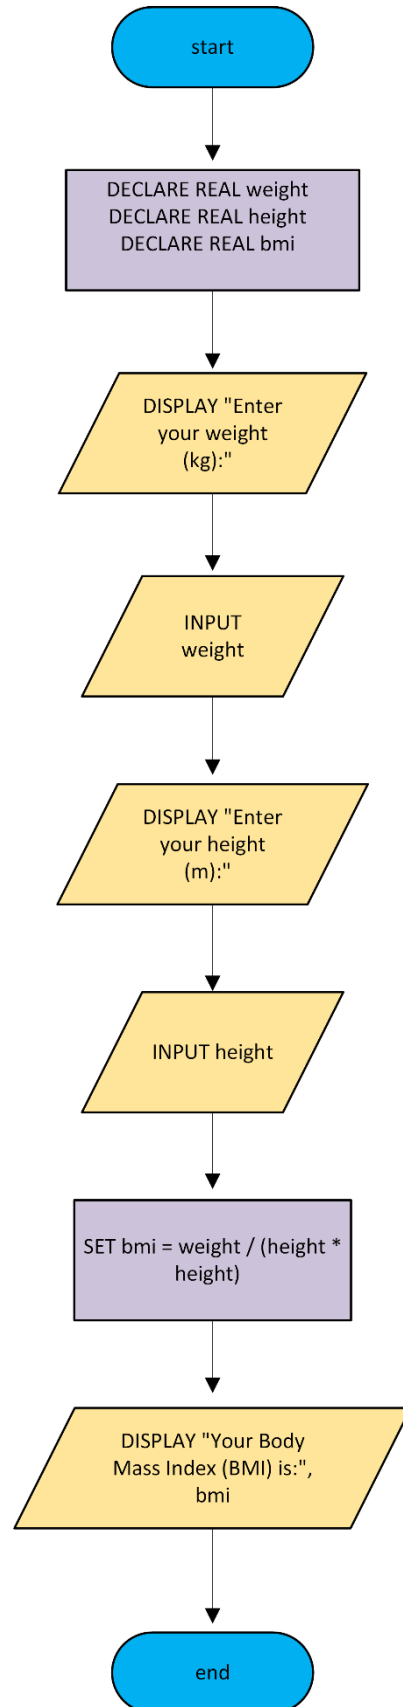 start
DECLARE REAL weight
DECLARE REAL height
DECLARE REAL bmi
DISPLAY "Enter
your weight
(kg):"
INPUT
weight
DISPLAY "Enter
your height
(m):"
INPUT height
SET bmi = weight / (height *
height)
DISPLAY "Your Body
Mass Index (BMI) is:",
bmi
end